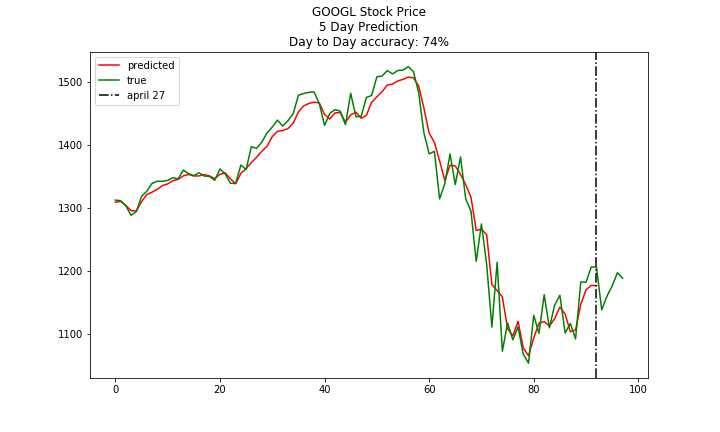 GOOGL Stock Price
5 Day Prediction
Day to Day accuracy: 74%
predicted
true
april 27
1500
1400
1300
1200
1100
0
20
40
60
80
100